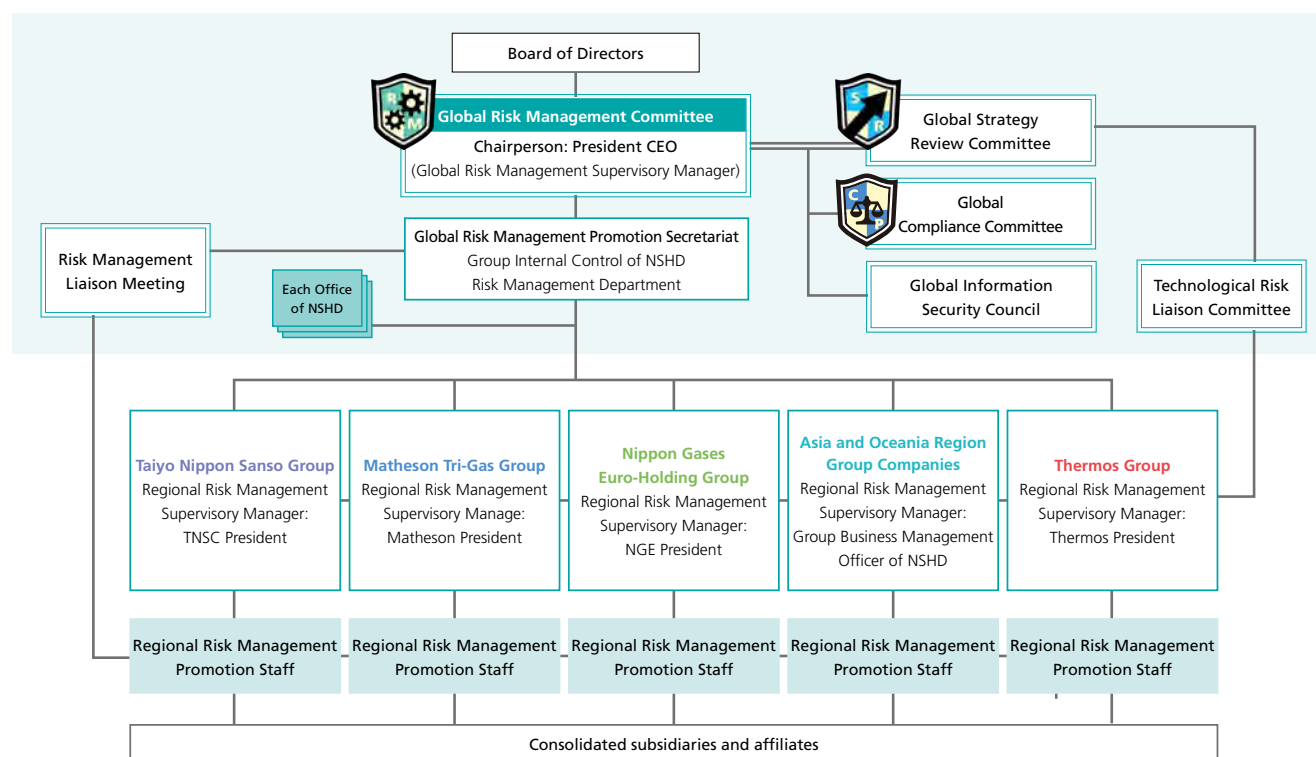 Board of Directors
R
M
Global Risk Management Committee
Chairperson: President CEO
(Global Risk Management Supervisory Manager)
S
R
Global Strategy
Review Committee
C
P
Global
Compliance Committee
Global Information
Security Council
Global Risk Management Promotion Secretariat
Group Internal Control of NSHD
Risk Management Department
Risk Management
Liaison Meeting
Each Office
of NSHD
Technological Risk
Liaison Committee
Taiyo Nippon Sanso Group
Regional Risk Management
Supervisory Manager:
TNSC President
Matheson Tri-Gas Group
Regional Risk Management
Supervisory Manage:
Matheson President
Nippon Gases
Euro-Holding Group
Regional Risk Management
Supervisory Manager:
NGE President
Asia and Oceania Region
Group Companies
Regional Risk Management
Supervisory Manager:
Group Business Management
Officer of NSHD
Thermos Group
Regional Risk Management
Supervisory Manager:
Thermos President
Regional Risk Management
Promotion Staff
Regional Risk Management
Promotion Staff
Regional Risk Management
Promotion Staff
Regional Risk Management
Promotion Staff
Regional Risk Management
Promotion Staff
Consolidated subsidiaries and affiliates